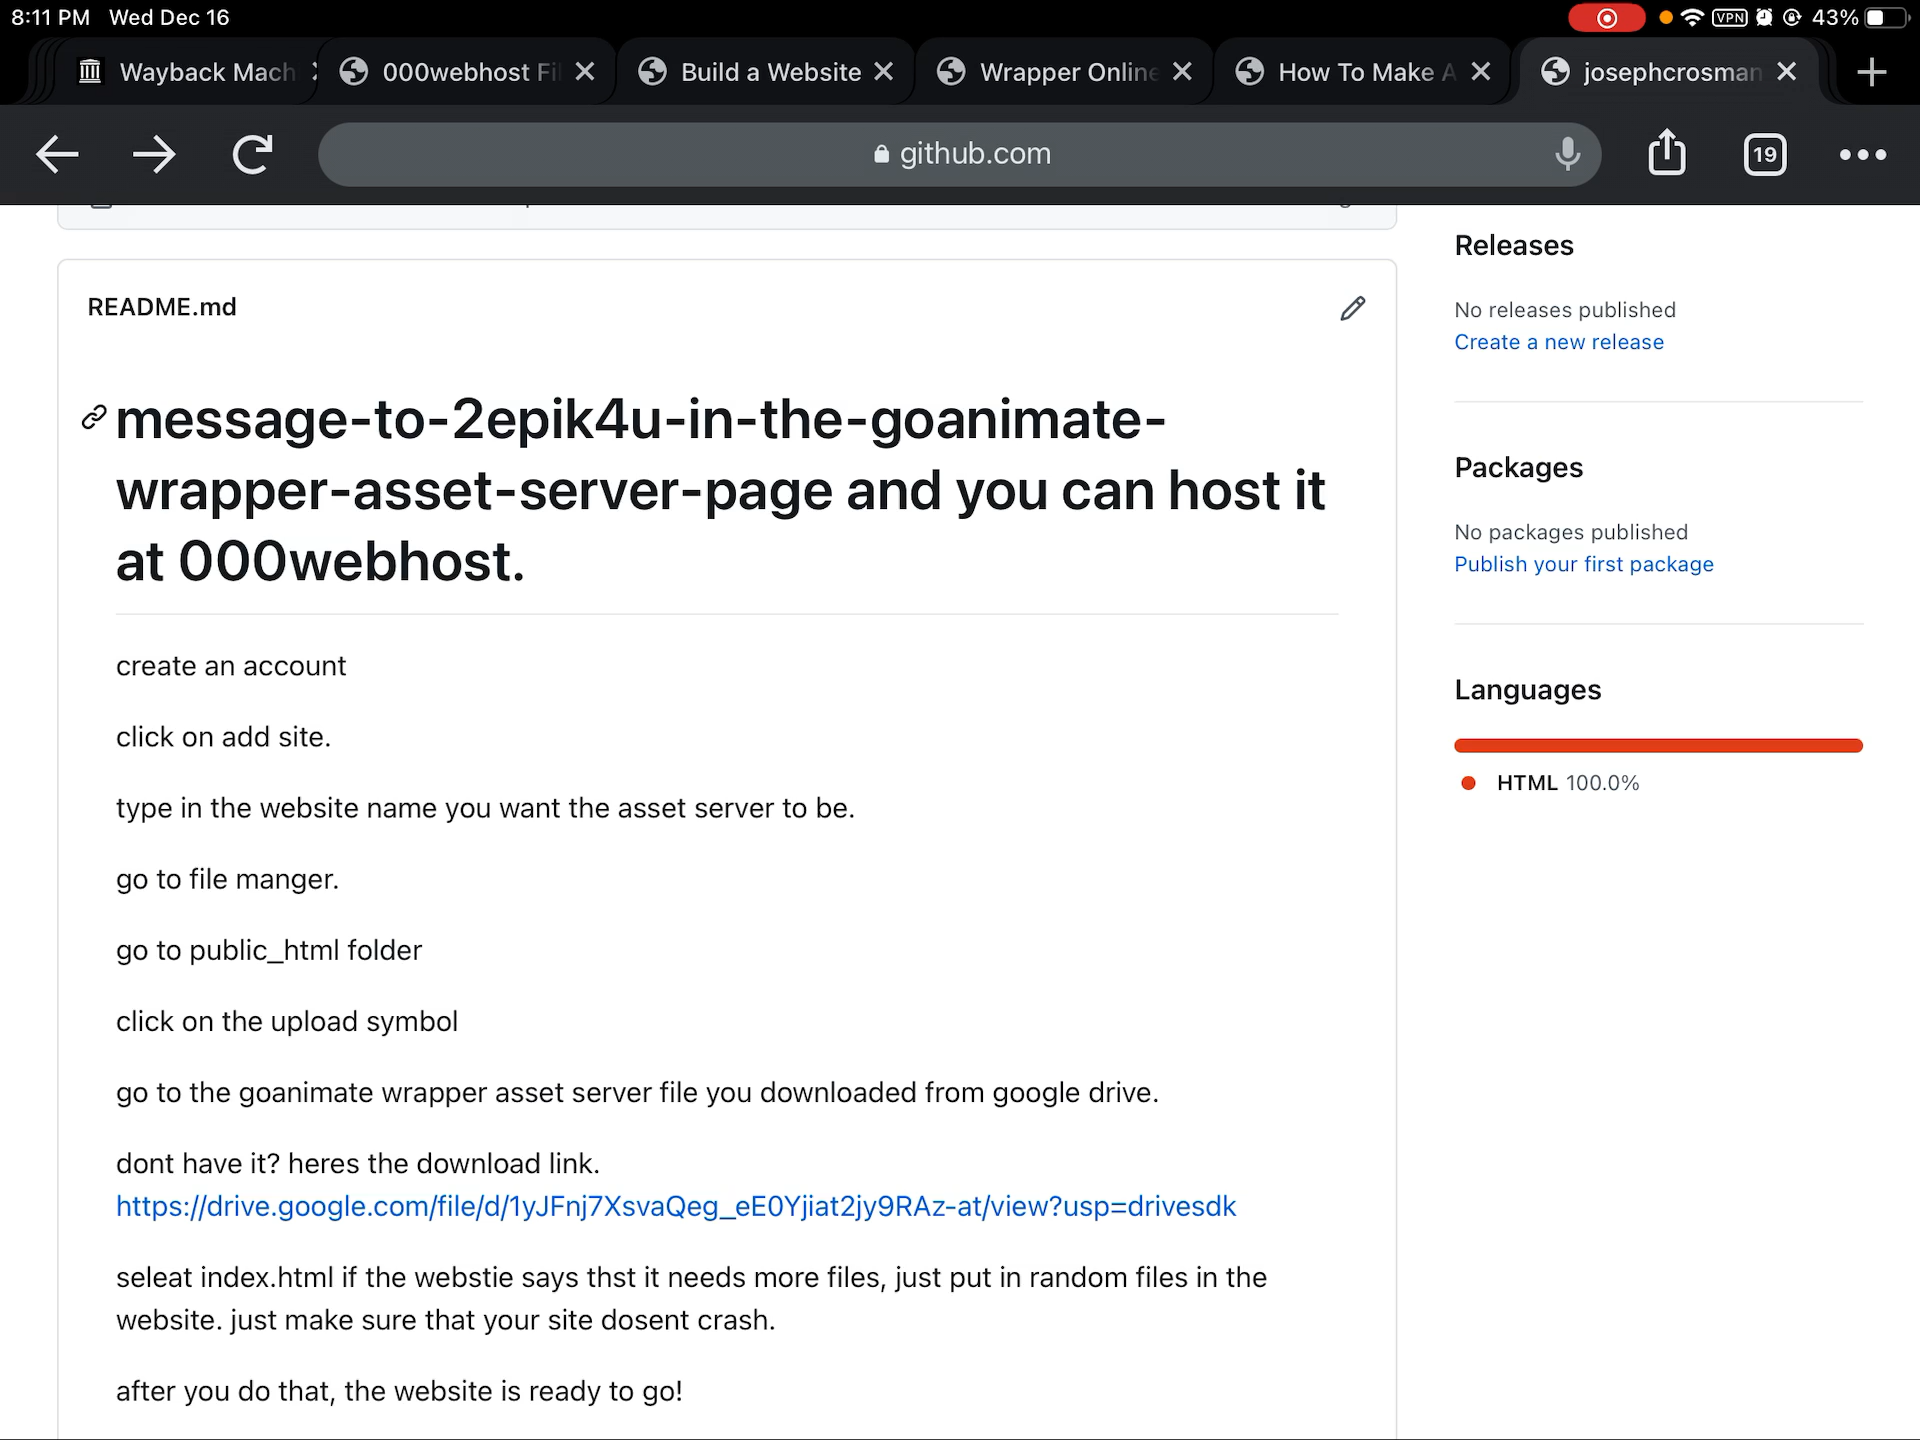 8:11 PM Wed Dec 16 VPN 43%
Wayback Mach 000webhost Fil Build a Website Wrapper Online How To Make A josephcrosman
github.com 19
README.md
message-to-2epik4u-in-the-goanimate-
wrapper-asset-server-page and you can host it
at 000webhost.
create an account
click on add site.
type in the website name you want the asset server to be.
go to file manger.
go to public_html folder
click on the upload symbol
go to the goanimate wrapper asset server file you downloaded from google drive.
dont have it? heres the download link.
https://drive.google.com/file/d/1yJFnj7XsvaQeg_eE0Yjiat2jy9RAz-at/view?usp=drivesdk
seleat index.html if the webstie says thst it needs more files, just put in random files in the
website. just make sure that your site dosent crash.
after you do that, the website is ready to go!
Releases
No releases published
Create a new release
Packages
No packages published
Publish your first package
Languages
HTML 100.0%